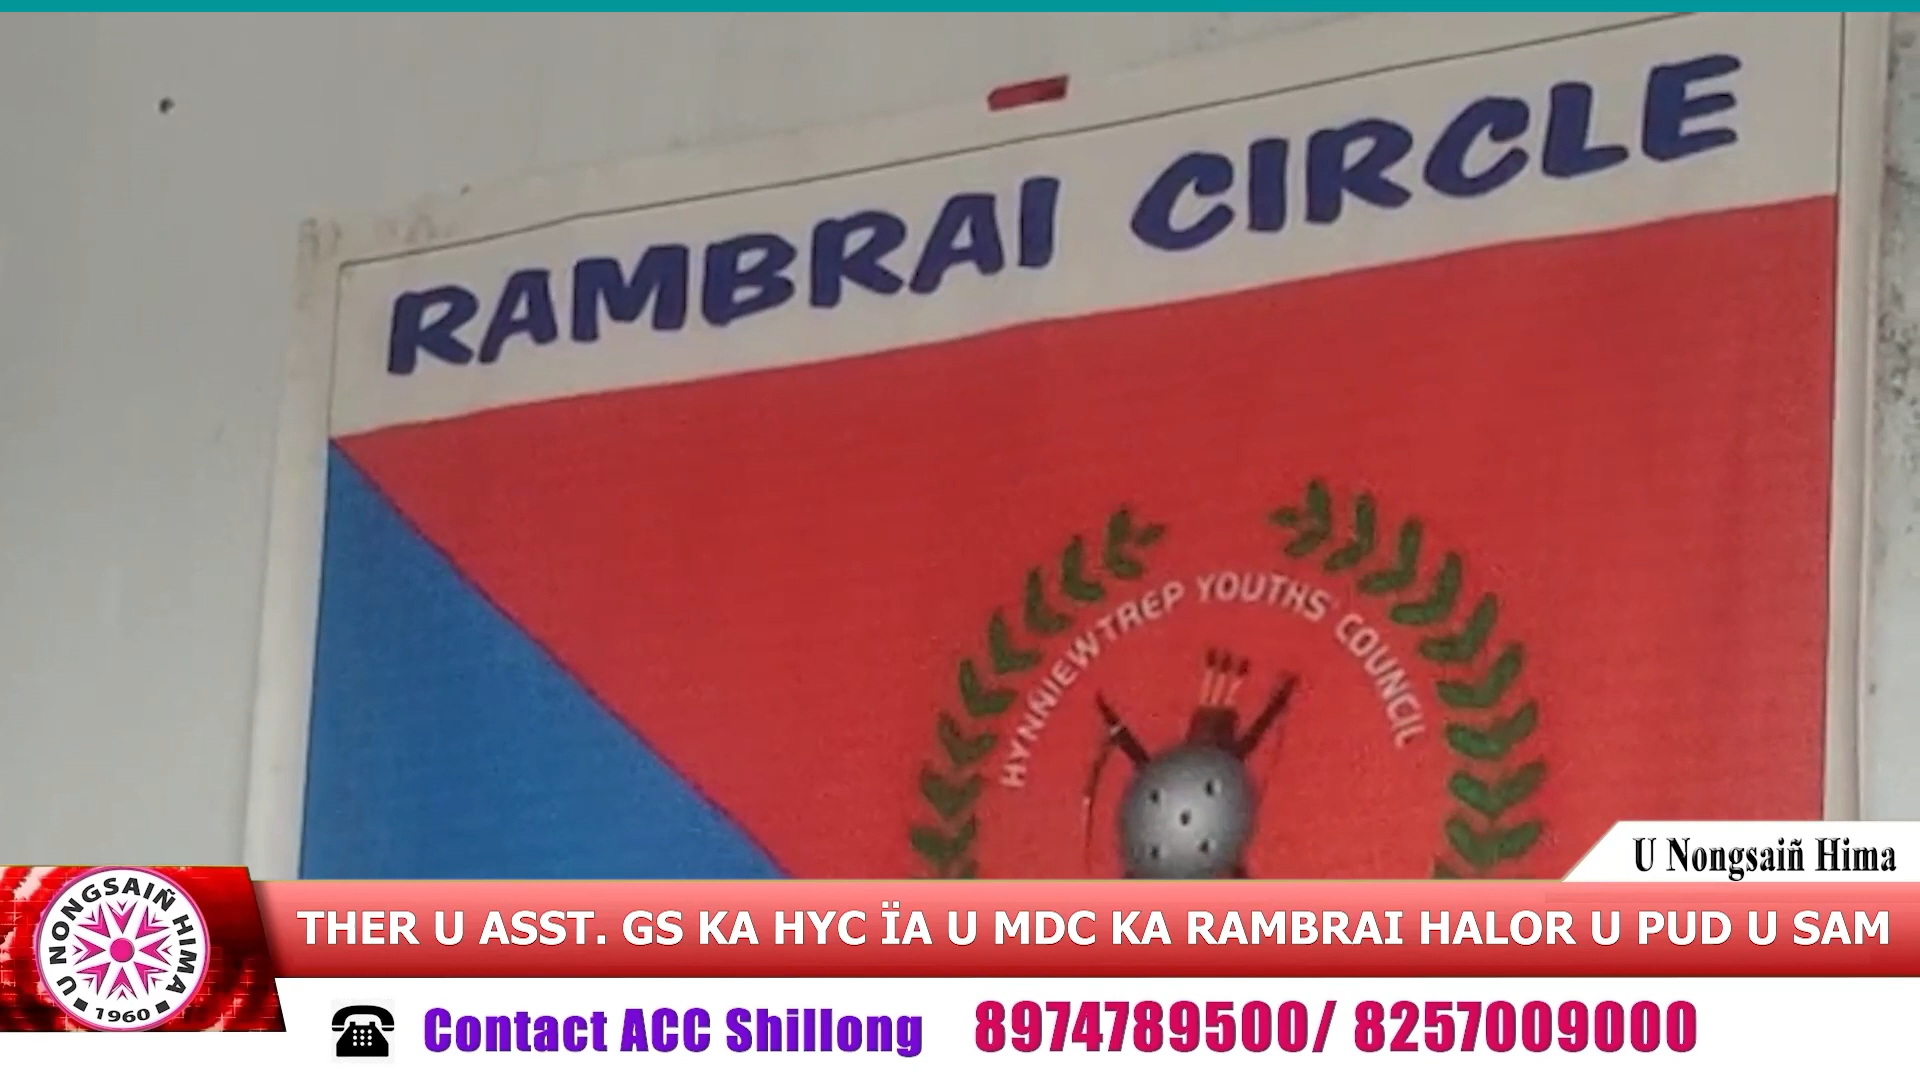 RAMBRAI CIRCLE
HYNNIEWTREP YOUTHS' COUNCIL
U Nongsaiñ Hima
U NONGSAIÑ HIMA
1960
THER U ASST. GS KA HYC ÏA U MDC KA RAMBRAI HALOR U PUD U SAM
Contact ACC Shillong 8974789500/ 8257009000